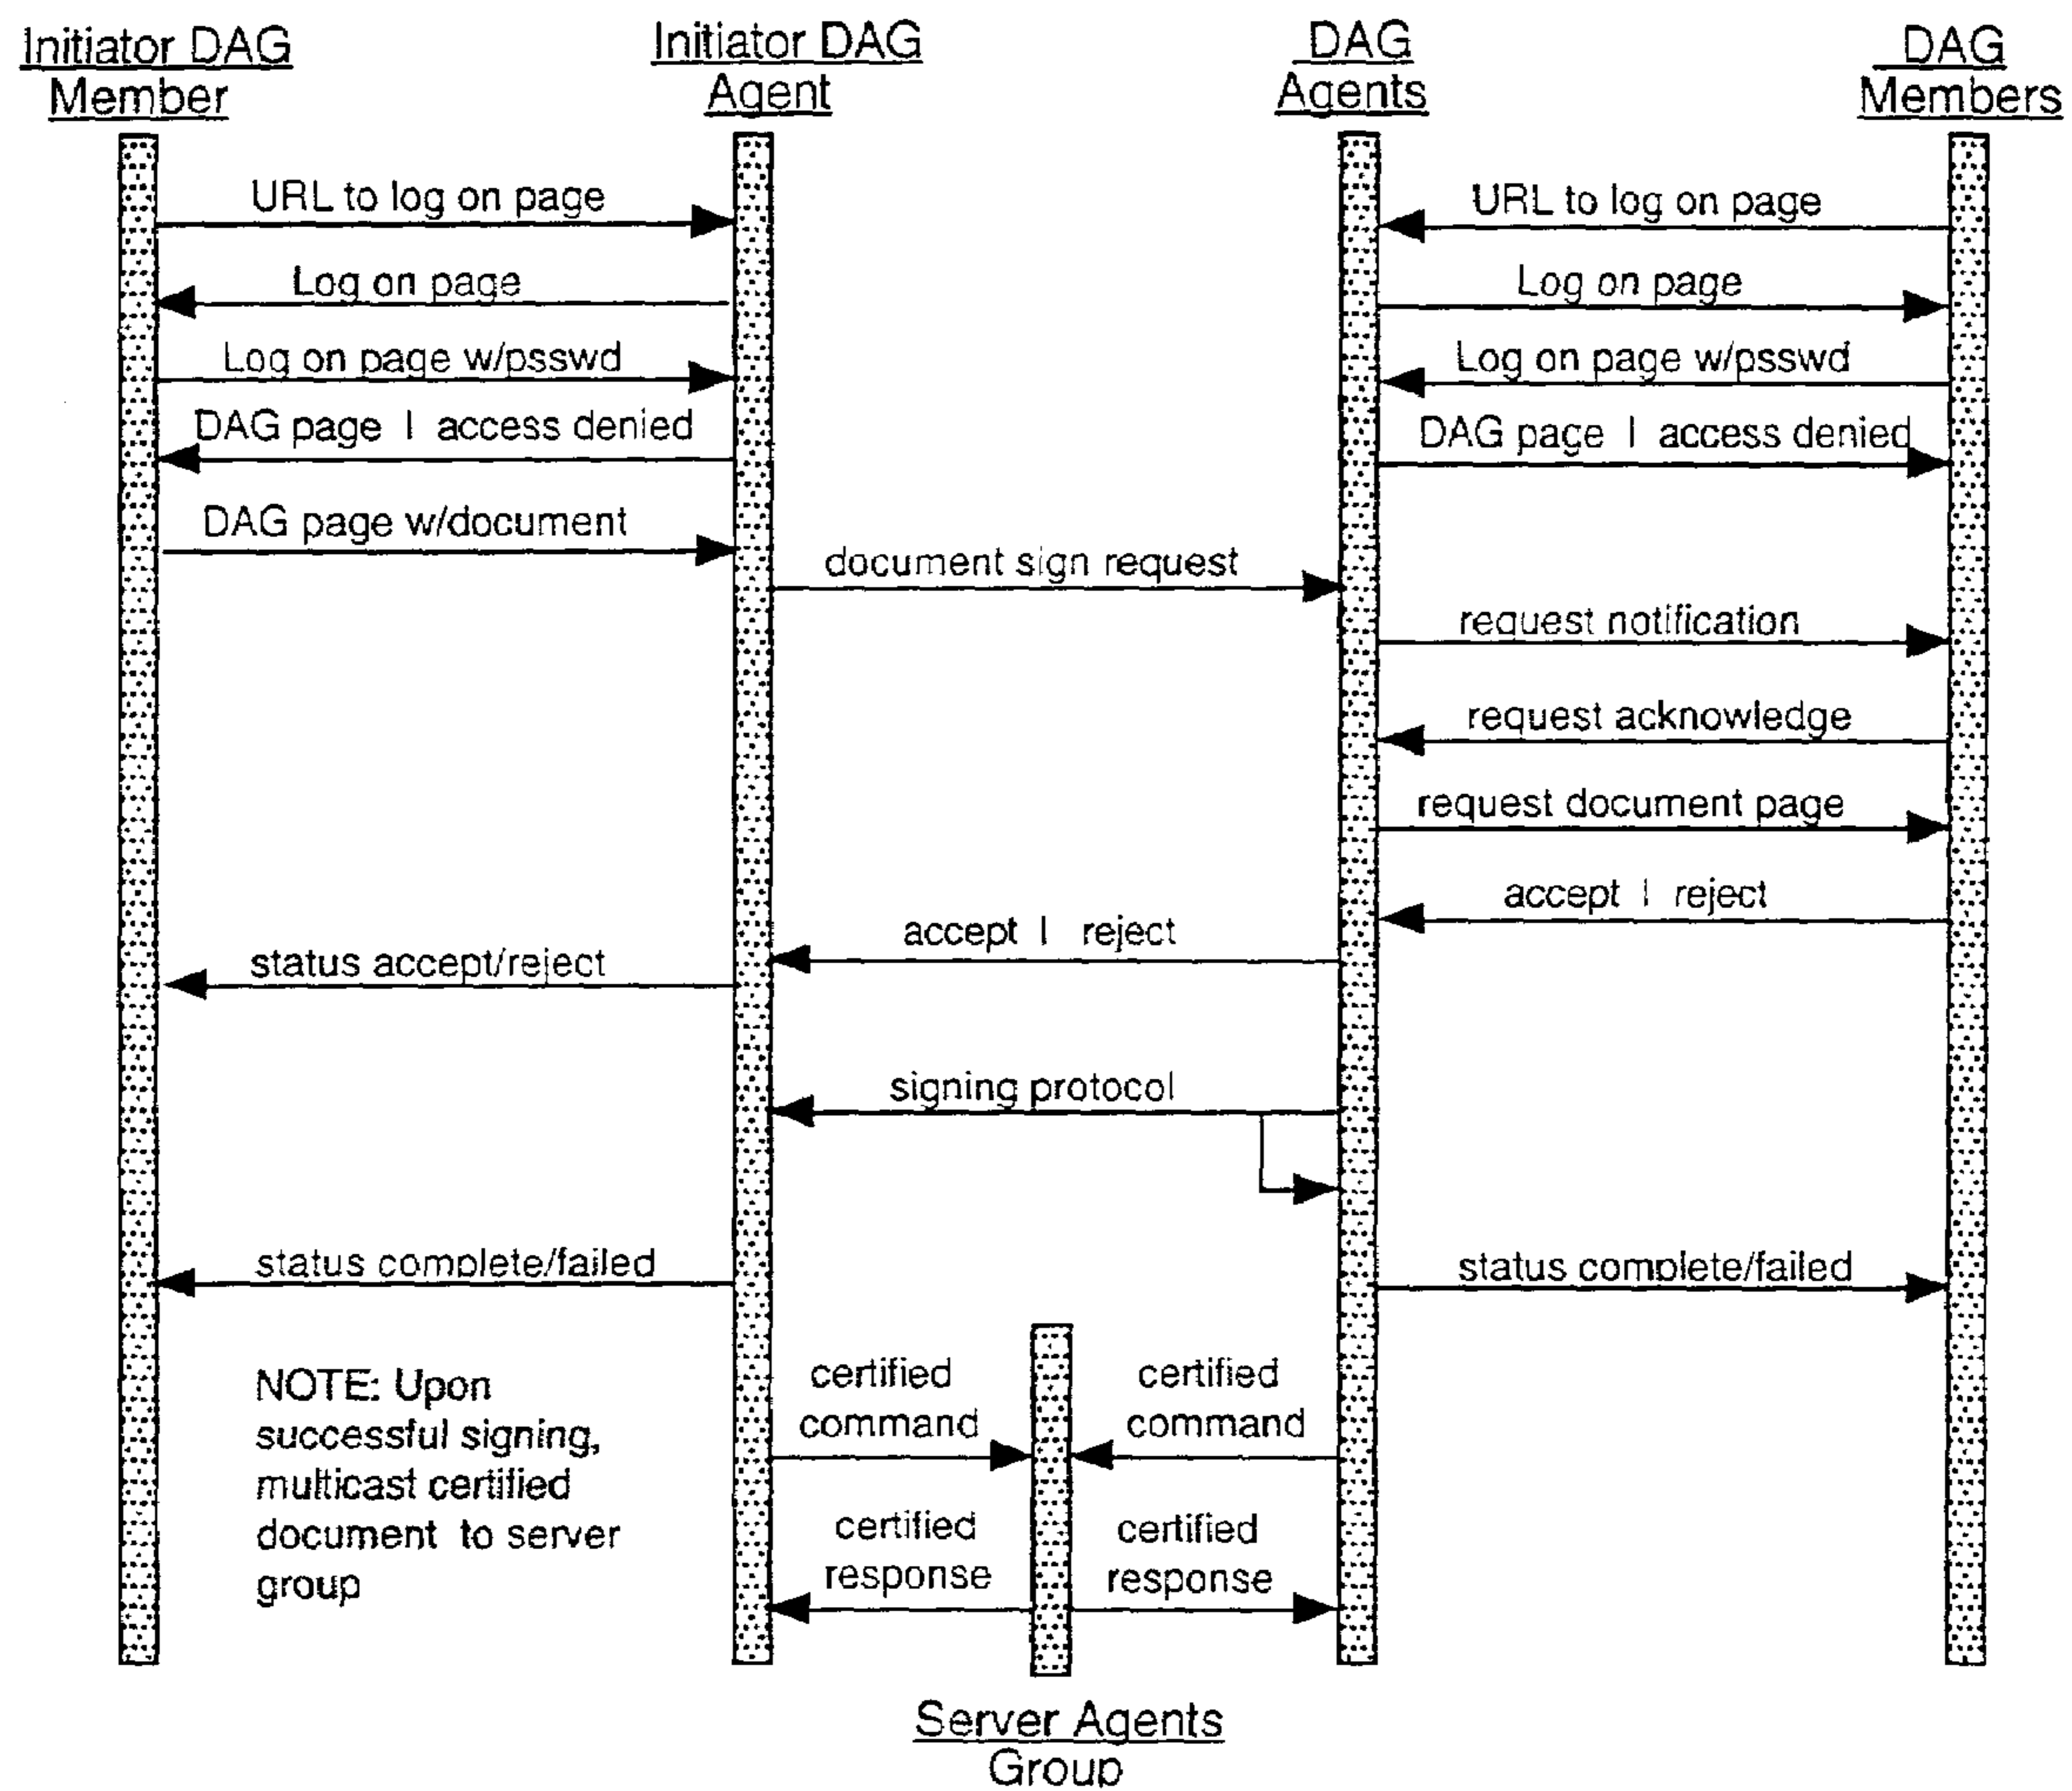 Initiator DAG
Member
Initiator DAG
Agent
DAG
Agents
DAG
Members
URL to log on page
URL to log on page
Log on page
Log on page
Log on page w/psswd
Log on page w/psswd
DAG page | access denied
DAG page | access denied
DAG page w/document
document sign request
request notification
request acknowledge
request document page
accept | reject
accept | reject
status accept/reject
signing protocol
status complete/failed
status complete/failed
NOTE: Upon
successful signing,
multicast certified
document to server
group
certified
command
certified
command
certified
response
certified
response
Server Agents
Group